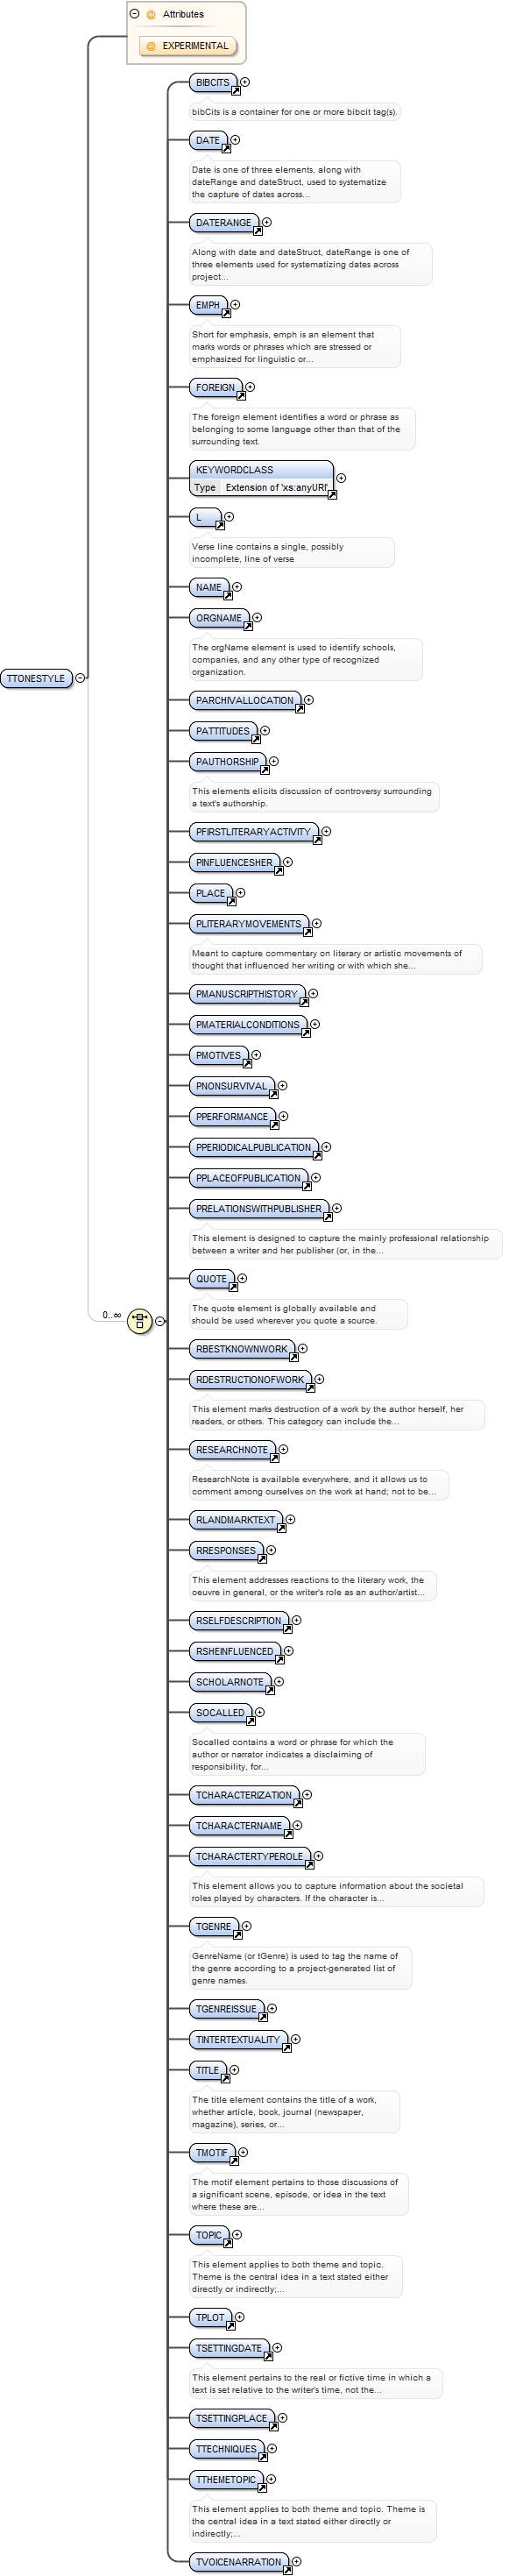 Attributes
@ EXPERIMENTAL
BIBCITS
bibCits is a container for one or more bibcit tag(s).
DATE
Date is one of three elements, along with
dateRange and dateStruct, used to systematize
the capture of dates across...
DATERANGE
Along with date and dateStruct, dateRange is one of
three elements used for systematizing dates across
project...
EMPH
Short for emphasis, emph is an element that
marks words or phrases which are stressed or
emphasized for linguistic or...
FOREIGN
The foreign element identifies a word or phrase as
belonging to some language other than that of the
surrounding text.
KEYWORDCLASS
Type Extension of 'xs:anyURI'
L
Verse line contains a single, possibly
incomplete, line of verse
NAME
ORGNAME
The orgName element is used to identify schools,
companies, and any other type of recognized
organization.
TTONESTYLE
PARCHIVALLOCATION
PATTITUDES
PAUTHORSHIP
This elements elicits discussion of controversy surrounding
a text's authorship.
PFIRSTLITERARYACTIVITY
PINFLUENCESHER
PLACE
PLITERARYMOVEMENTS
Meant to capture commentary on literary or artistic movements of
thought that influenced her writing or with which she...
PMANUSCRIPTHISTORY
PMATERIALCONDITIONS
PMOTIVES
PNONSURVIVAL
PPERFORMANCE
PPERIODICALPUBLICATION
PPLACEOFPUBLICATION
PRELATIONSWITHPUBLISHER
This element is designed to capture the mainly professional relationship
between a writer and her publisher (or, in the...
QUOTE
The quote element is globally available and
should be used wherever you quote a source.
0..∞
RBESTKNOWNWORK
RDESTRUCTIONOFWORK
This element marks destruction of a work by the author herself, her
readers, or others. This category can include the...
RESEARCHNOTE
ResearchNote is available everywhere, and it allows us to
comment among ourselves on the work at hand; not to be...
RLANDMARKTEXT
RRESPONSES
This element addresses reactions to the literary work, the
oeuvre in general, or the writer's role as an author/artist...
RSELFDESCRIPTION
RSHEINFLUENCED
SCHOLARNOTE
SOCALLED
Socalled contains a word or phrase for which the
author or narrator indicates a disclaiming of
responsibility, for...
TCHARACTERIZATION
TCHARACTERNAME
TCHARACTERTYPEROLE
This element allows you to capture information about the societal
roles played by characters. If the character is...
TGENRE
GenreName (or tGenre) is used to tag the name of
the genre according to a project-generated list of
genre names.
TGENREISSUE
TINTERTEXTUALITY
TITLE
The title element contains the title of a work,
whether article, book, journal (newspaper,
magazine), series, or...
TMOTIF
The motif element pertains to those discussions of
a significant scene, episode, or idea in the text
where these are...
TOPIC
This element applies to both theme and topic.
Theme is the central idea in a text stated either
directly or indirectly;...
TPLOT
TSETTINGDATE
This element pertains to the real or fictive time in which a
text is set relative to the writer's time, not the...
TSETTINGPLACE
TTECHNIQUES
TTHEMETOPIC
This element applies to both theme and topic. Theme is
the central idea in a text stated either directly or
indirectly;...
TVOICENARRATION